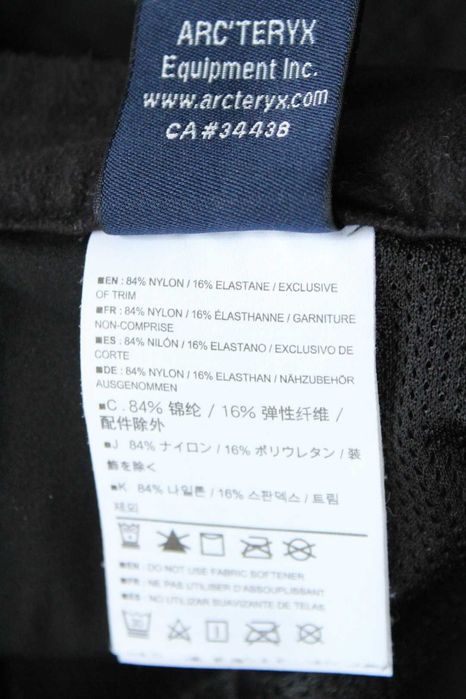 ARC'TERYX
Equipment Inc.
www.arcteryx.com
CA#34438
■EN : 84% NYLON / 16% ELASTANE / EXCLUSIVE
OF TRIM
■FR : 84% NYLON / 16% ÉLASTHANNE / GARNITURE
NON-COMPRISE
■ES : 84% NILÓN / 16% ELASTANO / EXCLUSIVO DE
CORTE
■DE : 84% NYLON / 16% ELASTHAN / NÄHZUBEHÖR
AUSGENOMMEN
■C . 84% 锦纶 / 16% 弹性纤维 /
配件除外
■J 84% ナイロン / 16% ポリウレタン / 装
飾を除く
■K 84% 나일론 / 16% 스판덱스 / 트림
제외
■EN : DO NOT USE FABRIC SOFTENER
■FR : NE PAS UTILISER D'ASSOUPLISSANT
■ES : NO UTILIZAR SUAVIZANTE DE TELAS